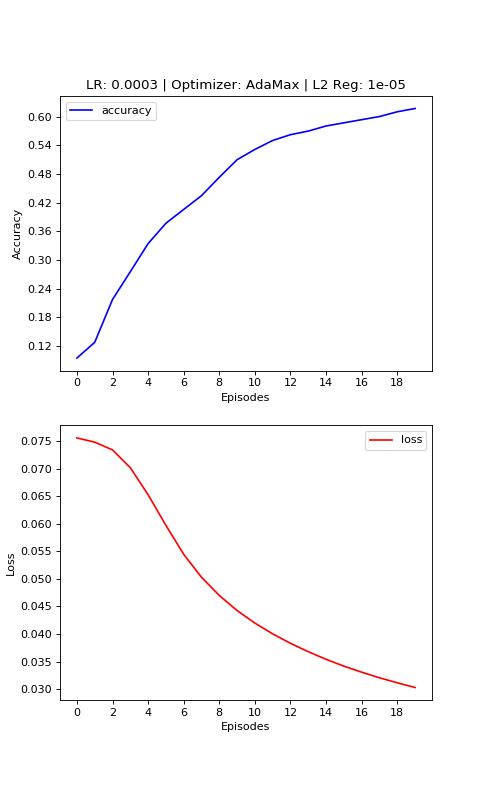 LR: 0.0003 | Optimizer: AdaMax | L2 Reg: 1e-05
accuracy
0.60
0.54
0.48
0.42
0.36
0.30
0.24
0.18
0.12
Accuracy
0 2 4 6 8 10 12 14 16 18
Episodes
loss
0.075
0.070
0.065
0.060
0.055
0.050
0.045
0.040
0.035
0.030
Loss
0 2 4 6 8 10 12 14 16 18
Episodes